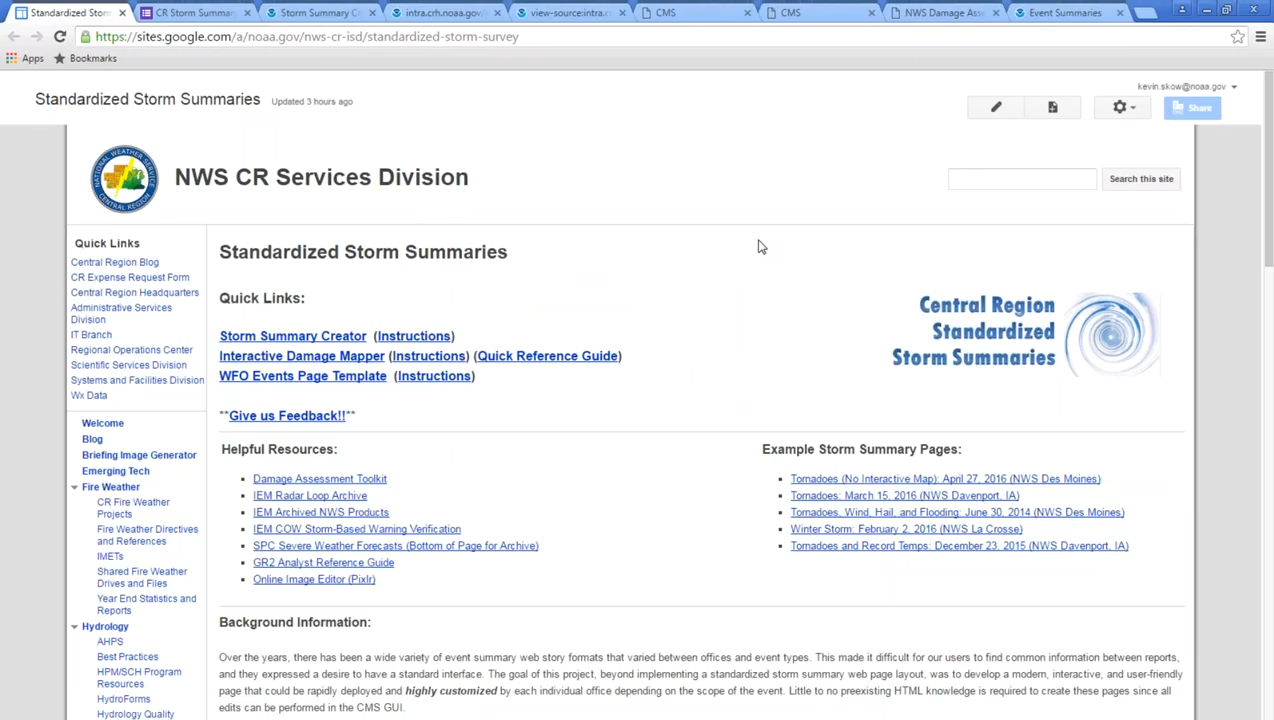 Standardized Storm
CR Storm Summar
Storm Summary C
intra.crh.noaa.gov/n
view-source:intra.c
CMS
CMS
NWS Damage Ass
Event Summaries
https://sites.google.com/a/noaa.gov/nws-cr-isd/standardized-storm-survey
Apps Bookmarks
kevin.skow@noaa.gov
Standardized Storm Summaries Updated 3 hours ago
Share
NWS CR Services Division
Search this site
Quick Links
Central Region Blog
CR Expense Request Form
Central Region Headquarters
Administrative Services
Division
IT Branch
Regional Operations Center
Scientific Services Division
Systems and Facilities Division
Wx Data
Welcome
Blog
Briefing Image Generator
Emerging Tech
Fire Weather
CR Fire Weather
Projects
Fire Weather Directives
and References
IMETs
Shared Fire Weather
Drives and Files
Year End Statistics and
Reports
Hydrology
AHPS
Best Practices
HPM/SCH Program
Resources
HydroForms
Hydrology Quality
Standardized Storm Summaries
Quick Links:
Storm Summary Creator (Instructions)
Interactive Damage Mapper (Instructions) (Quick Reference Guide)
WFO Events Page Template (Instructions)
**Give us Feedback!!**
Central Region
Standardized
Storm Summaries
Helpful Resources:
Damage Assessment Toolkit
IEM Radar Loop Archive
IEM Archived NWS Products
IEM COW Storm-Based Warning Verification
SPC Severe Weather Forecasts (Bottom of Page for Archive)
GR2 Analyst Reference Guide
Online Image Editor (Pixlr)
Example Storm Summary Pages:
Tornadoes (No Interactive Map): April 27, 2016 (NWS Des Moines)
Tornadoes: March 15, 2016 (NWS Davenport, IA)
Tornadoes, Wind, Hail, and Flooding: June 30, 2014 (NWS Des Moines)
Winter Storm: February 2, 2016 (NWS La Crosse)
Tornadoes and Record Temps: December 23, 2015 (NWS Davenport, IA)
Background Information:
Over the years, there has been a wide variety of event summary web story formats that varied between offices and event types. This made it difficult for our users to find common information between reports,
and they expressed a desire to have a standard interface. The goal of this project, beyond implementing a standardized storm summary web page layout, was to develop a modern, interactive, and user-friendly
page that could be rapidly deployed and highly customized by each individual office depending on the scope of the event. Little to no preexisting HTML knowledge is required to create these pages since all
edits can be performed in the CMS GUI.